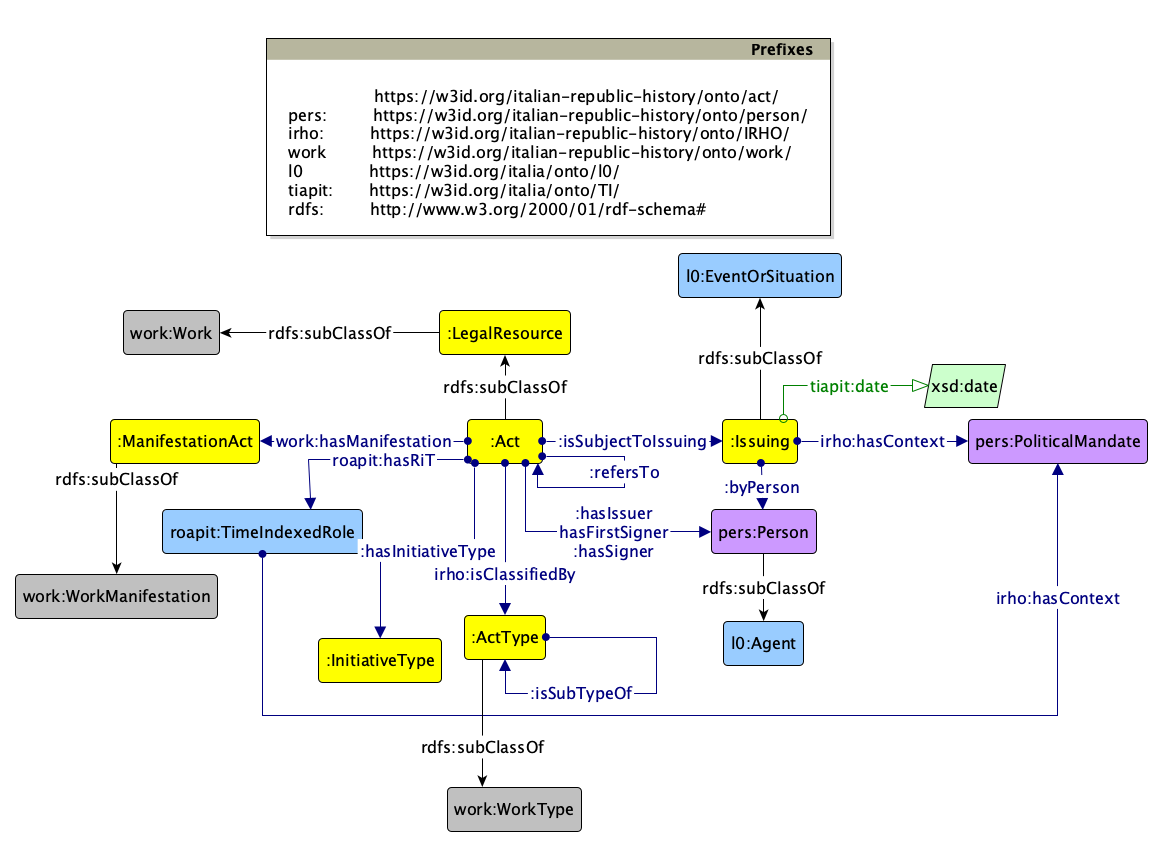 Prefixes
https://w3id.org/italian-republic-history/onto/act/
pers: https://w3id.org/italian-republic-history/onto/person/
irho: https://w3id.org/italian-republic-history/onto/IRHO/
work https://w3id.org/italian-republic-history/onto/work/
l0 https://w3id.org/italia/onto/l0/
tiapit: https://w3id.org/italia/onto/TI/
rdfs: http://www.w3.org/2000/01/rdf-schema#
l0:EventOrSituation
work:Work
rdfs:subClassOf
:LegalResource
rdfs:subClassOf
rdfs:subClassOf
tiapit:date
xsd:date
:ManifestationAct
work:hasManifestation
:Act
:isSubjectToIssuing
:Issuing
irho:hasContext
pers:PoliticalMandate
roapit:hasRiT
:refersTo
rdfs:subClassOf
:byPerson
:hasIssuer
hasFirstSigner
:hasSigner
roapit:TimeIndexedRole
pers:Person
:hasInitiativeType
irho:isClassifiedBy
rdfs:subClassOf
work:WorkManifestation
irho:hasContext
:ActType
l0:Agent
:InitiativeType
:isSubTypeOf
rdfs:subClassOf
work:WorkType